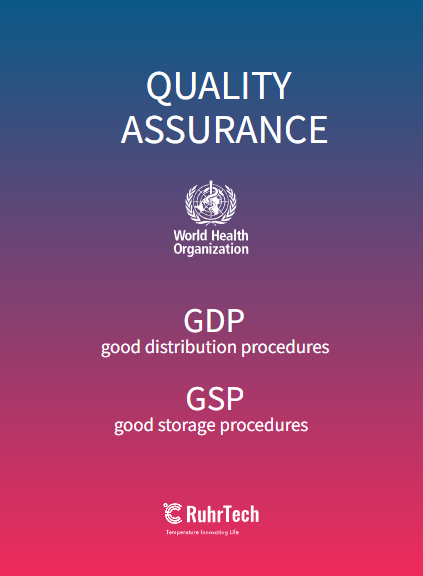 QUALITY
ASSURANCE
World Health
Organization
GDP
good distribution procedures
GSP
good storage procedures
°C RuhrTech
Temperature Innovating Life